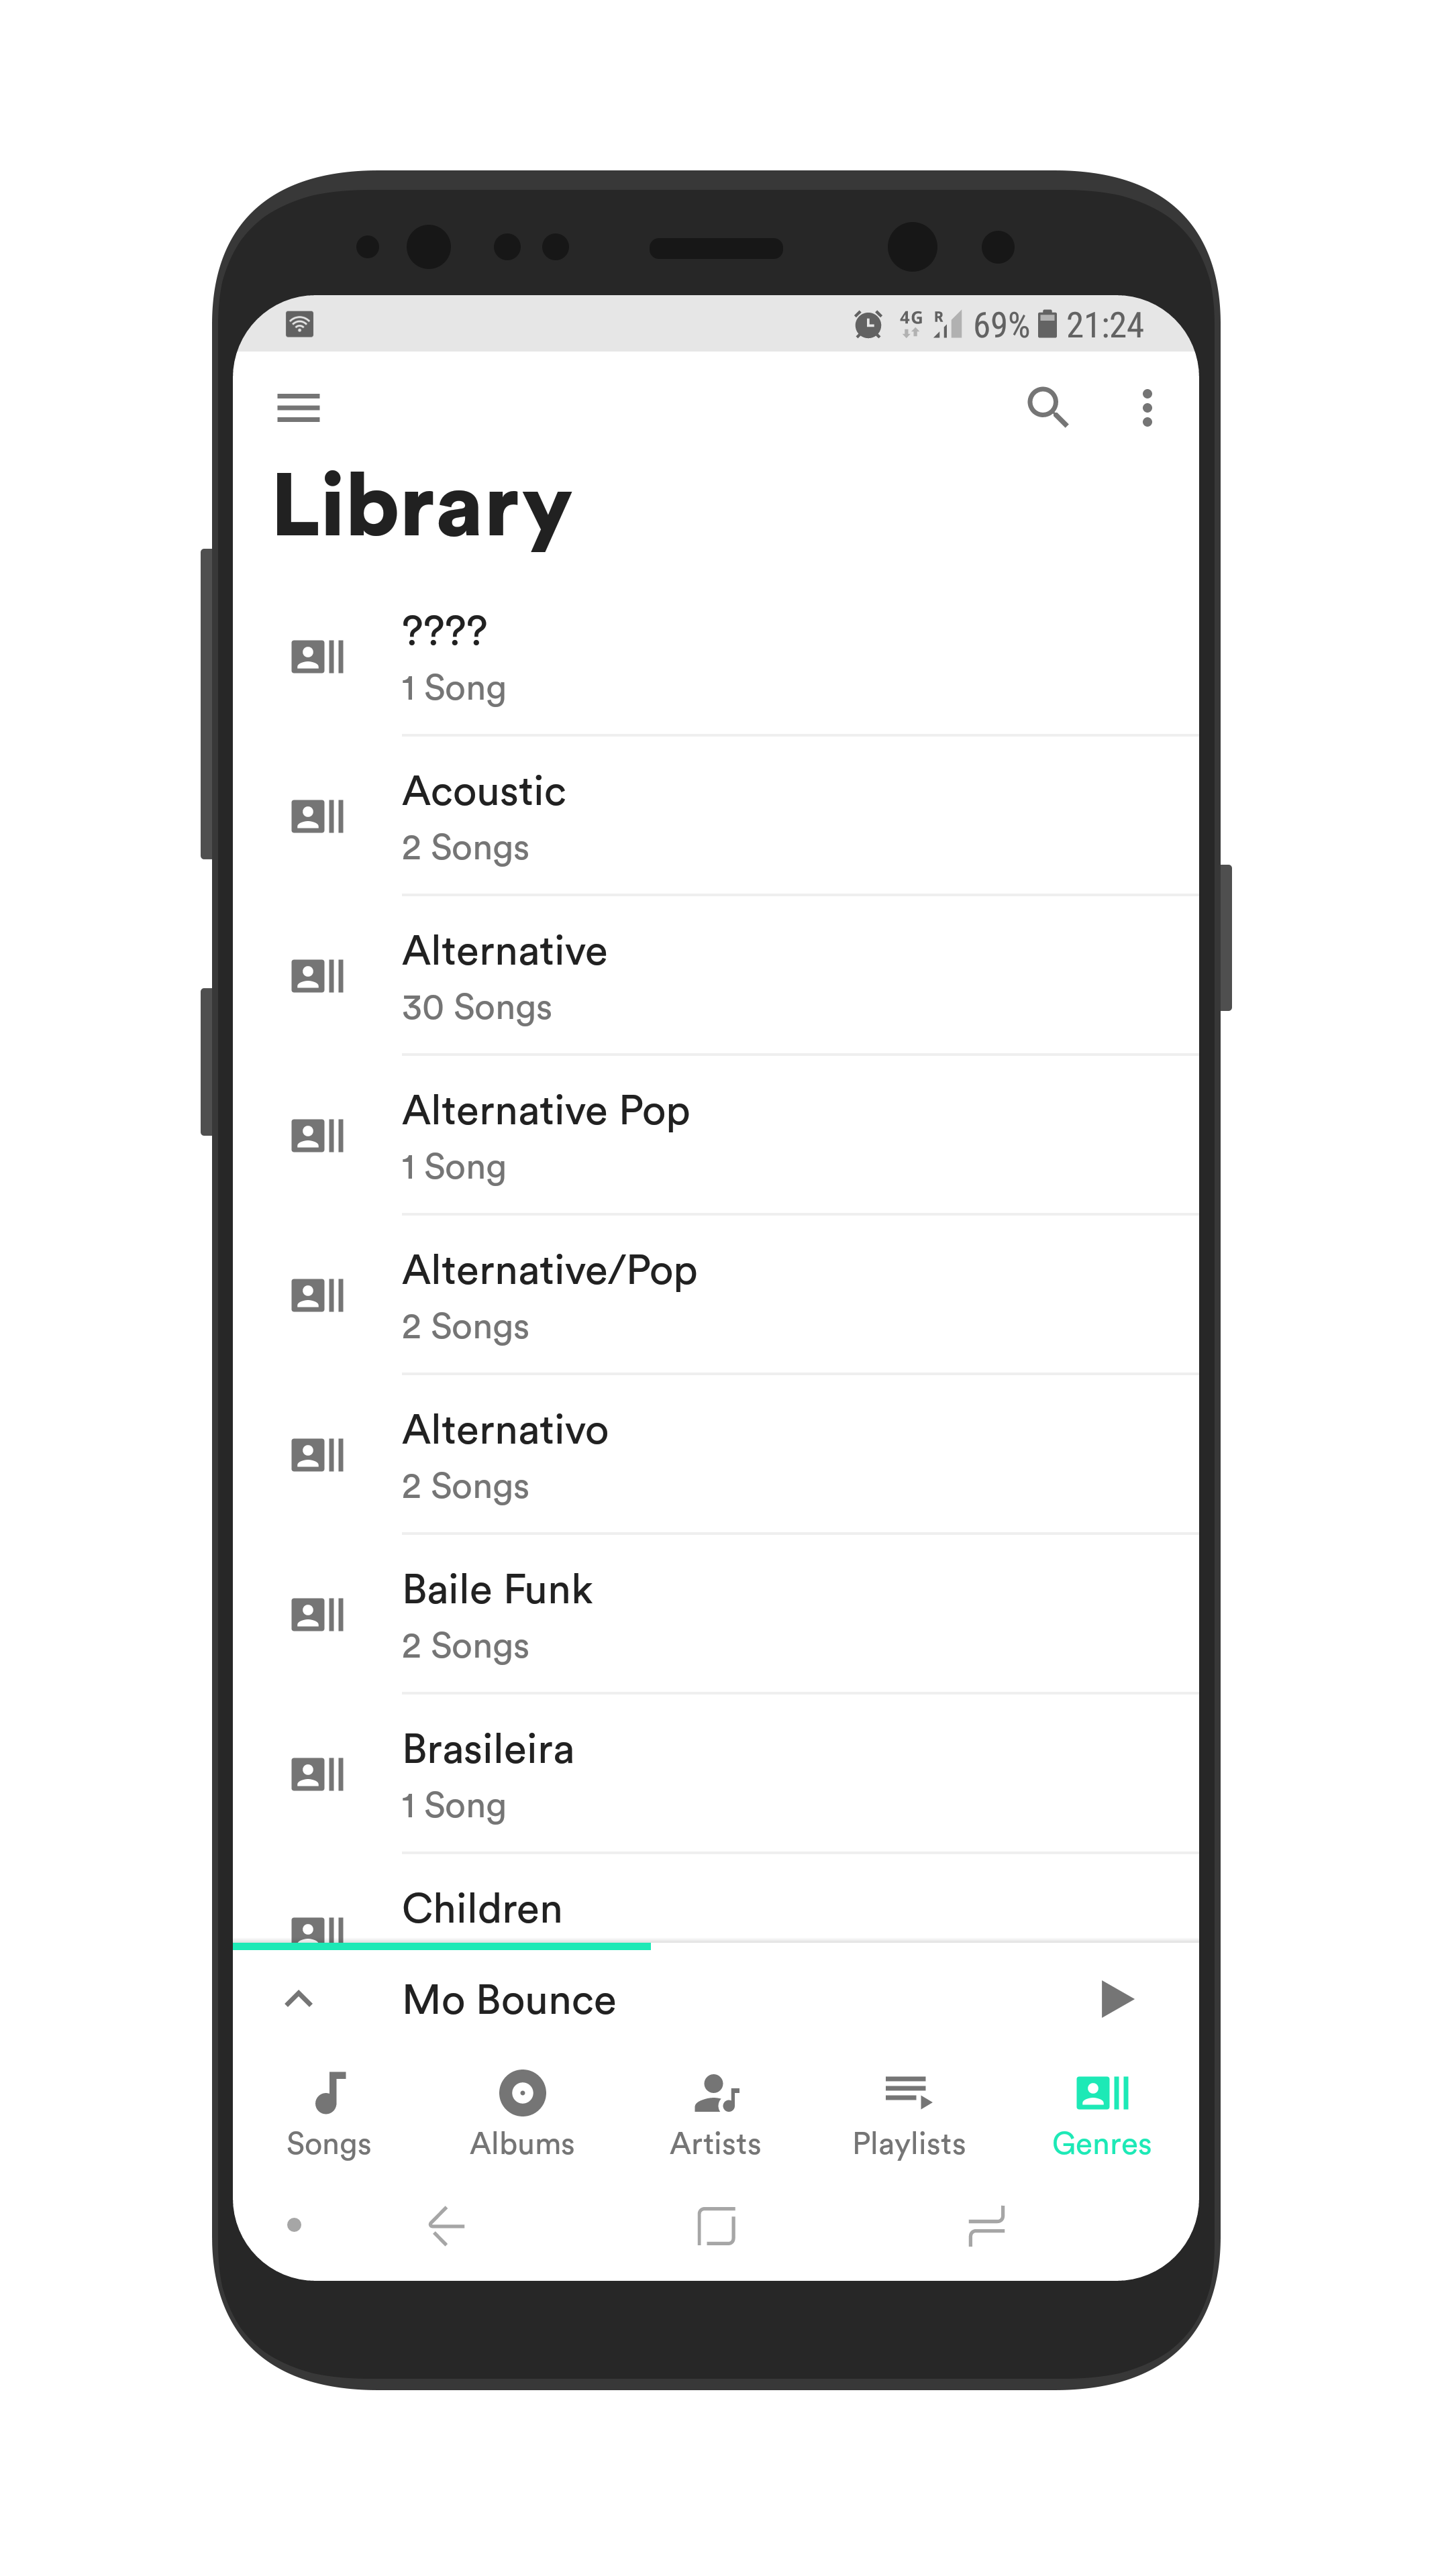 4G R 69% 21:24
Library
????
1 Song
Acoustic
2 Songs
Alternative
30 Songs
Alternative Pop
1 Song
Alternative/Pop
2 Songs
Alternativo
2 Songs
Baile Funk
2 Songs
Brasileira
1 Song
Children
Mo Bounce
Songs Albums Artists Playlists Genres